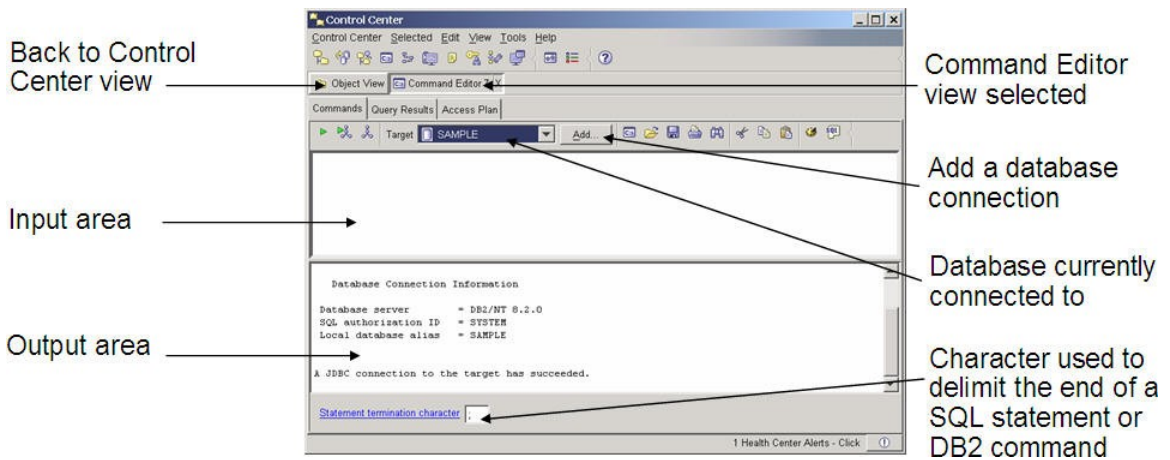 Control Center
Control Center Selected Edit View Tools Help
Object View Command Editor 1 X
Commands Query Results Access Plan
Target SAMPLE Add...
Database Connection Information
Database server = DB2/NT 8.2.0
SQL authorization ID = SYSTEM
Local database alias = SAMPLE
A JDBC connection to the target has succeeded.
Statement termination character ;
1 Health Center Alerts - Click
Back to Control
Center view
Input area
Output area
Command Editor
view selected
Add a database
connection
Database currently
connected to
Character used to
delimit the end of a
SQL statement or
DB2 command